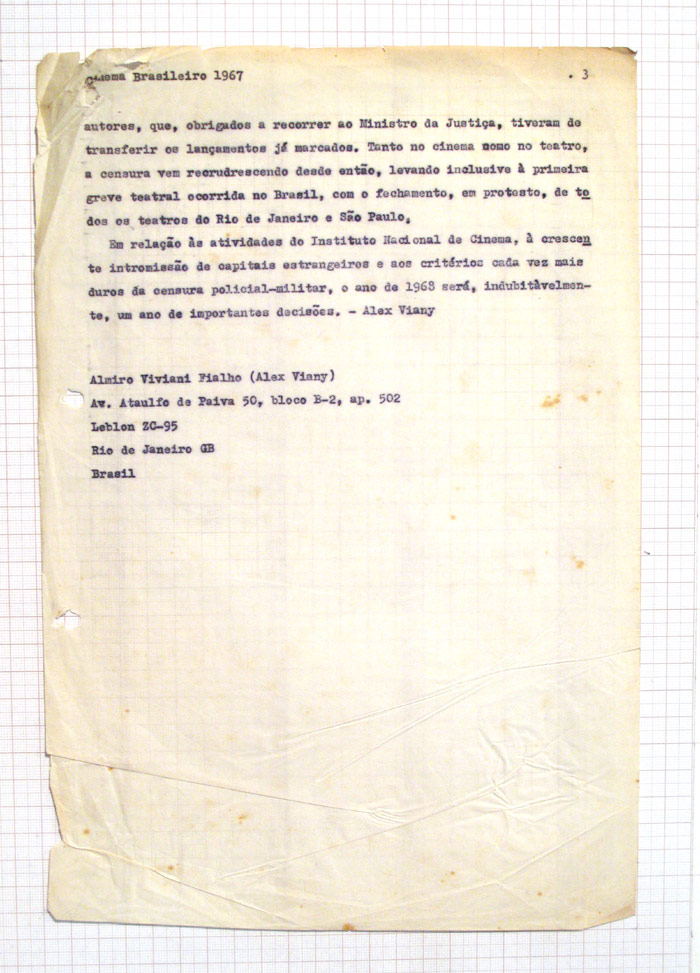 Cinema Brasileiro 1967 . 3
autores, que, obrigados a recorrer ao Ministro da Justiça, tiveram de
transferir os lançamentos já marcados. Tanto no cinema nomo no teatro,
a censura vem recrudrescendo desde então, levando inclusive à primeira
greve teatral ocorrida no Brasil, com o fechamento, em protesto, de to
dos os teatros do Rio de Janeiro e São Paulo.
Em relação às atividades do Instituto Nacional de Cinema, à crescen
te intromissão de capitais estrangeiros e aos critérios cada vez mais
duros da censura policial-militar, o ano de 1968 será, indubitàvelmen-
te, um ano de importantes decisões. - Alex Viany
Almiro Viviani Fialho (Alex Viany)
Av. Ataulfo de Paiva 50, bloco B-2, ap. 502
Leblon ZC-95
Rio de Janeiro GB
Brasil